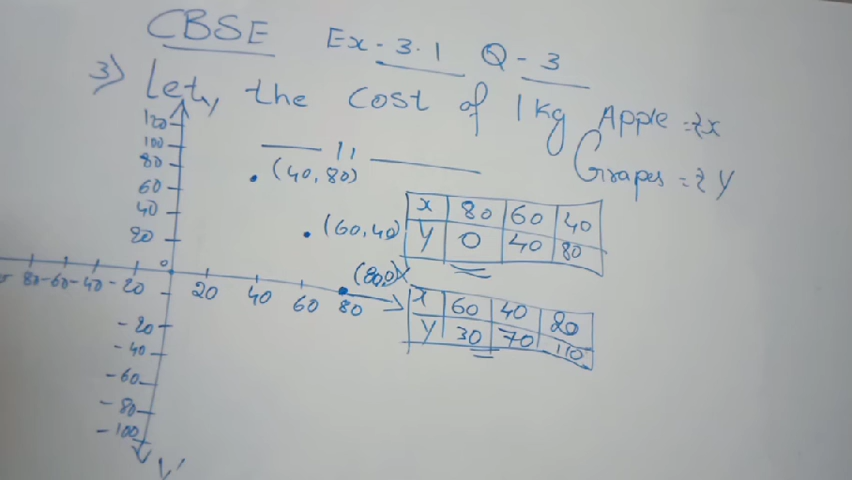 CBSE Ex-3.1 Q-3
3) Let, the cost of 1 kg Apple = ₹x
— 11 — Grapes = ₹ y
y
120
100
80
60
40
20
0
(40,80)
(60,40)
(80,0) X
80 -60 -40 -20 20 40 60 80
-20
-40
-60
-80
-100
y'
x 80 60 40
y 0 40 80
x 60 40 20
y 30 70 110